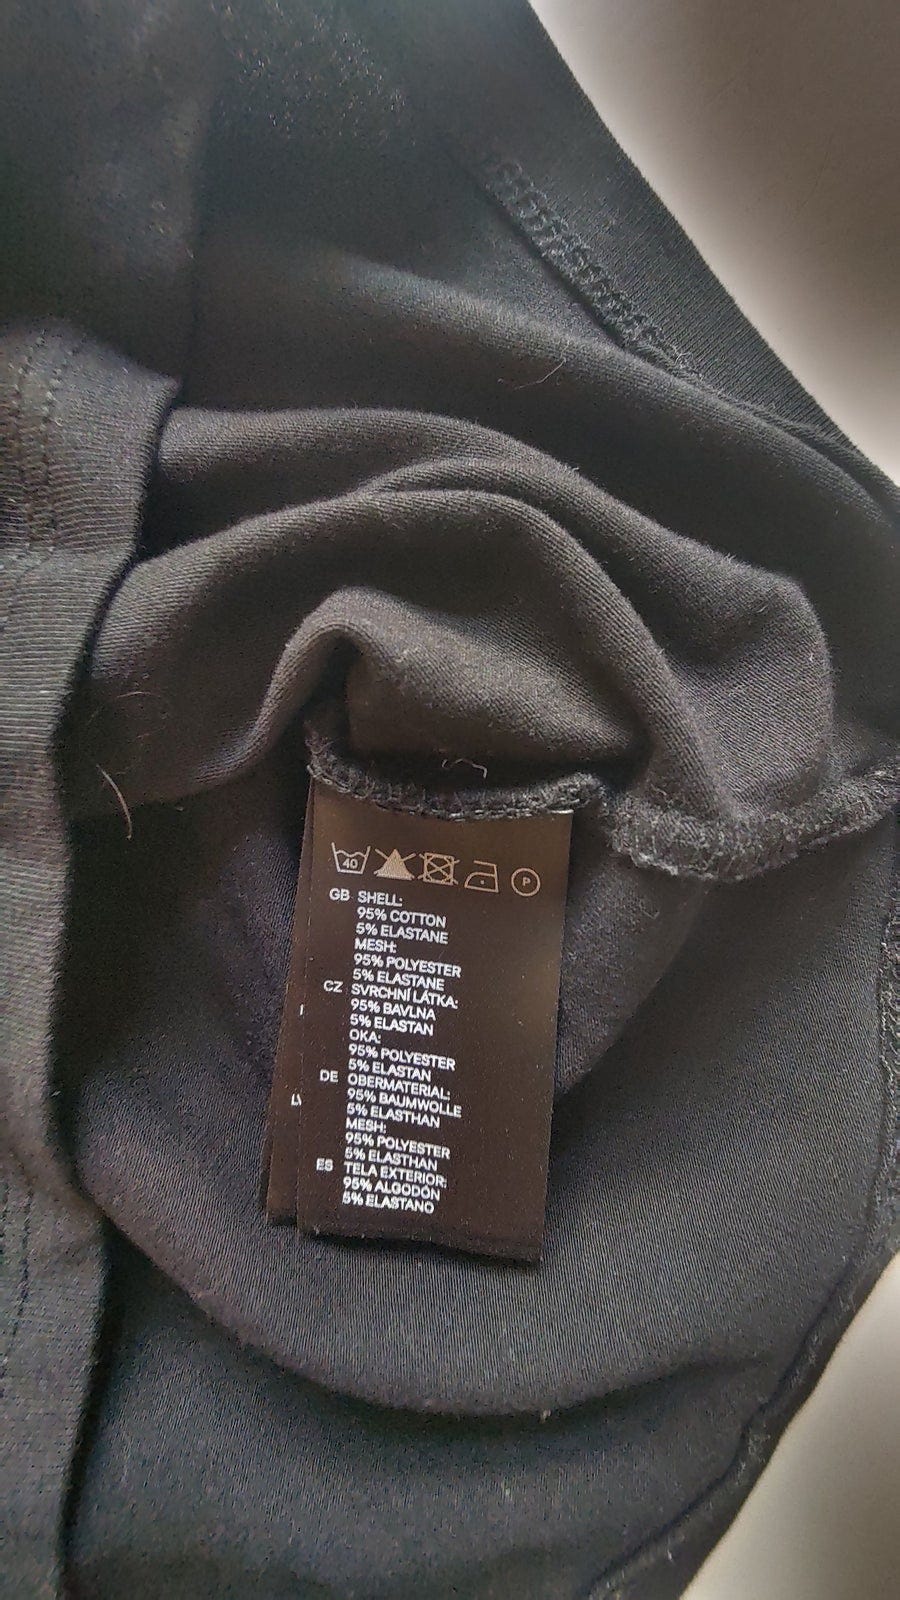 40 P
GB SHELL:
95% COTTON
5% ELASTANE
MESH:
95% POLYESTER
5% ELASTANE
CZ SVRCHNÍ LÁTKA:
95% BAVLNA
5% ELASTAN
OKA:
95% POLYESTER
5% ELASTAN
DE OBERMATERIAL:
95% BAUMWOLLE
5% ELASTHAN
MESH:
95% POLYESTER
5% ELASTHAN
ES TELA EXTERIOR:
95% ALGODÓN
5% ELASTANO